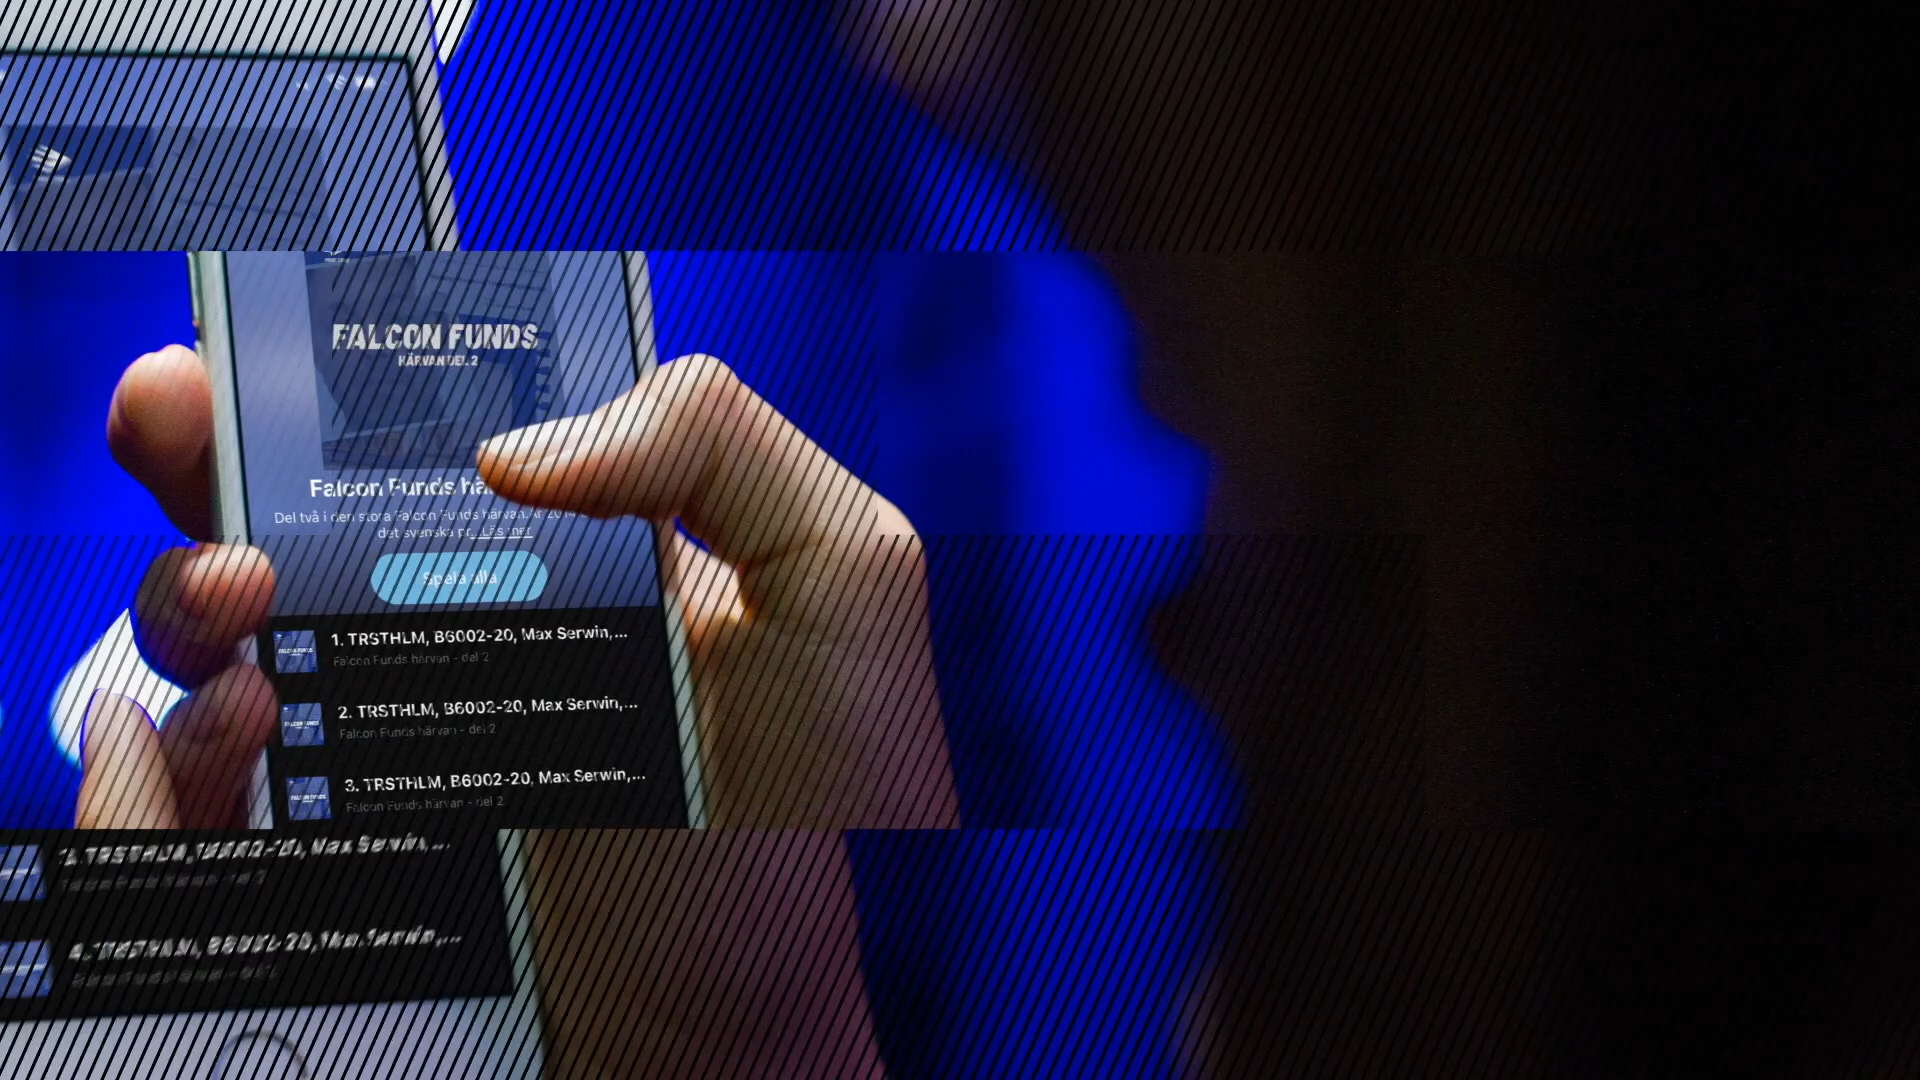 FALCON FUNDS
HÄRVAN DEL 2
Falcon Funds
Del två i den stora Falcon Funds härvan. År
det svenska pr... Läs mer
Spela alla
1. TRSTHLM, B6002-20, Max Serwin,...
Falcon Funds härvan - del 2
2. TRSTHLM, B6002-20, Max Serwin,...
Falcon Funds härvan - del 2
3. TRSTHLM, B6002-20, Max Serwin,...
Falcon Funds härvan - del 2